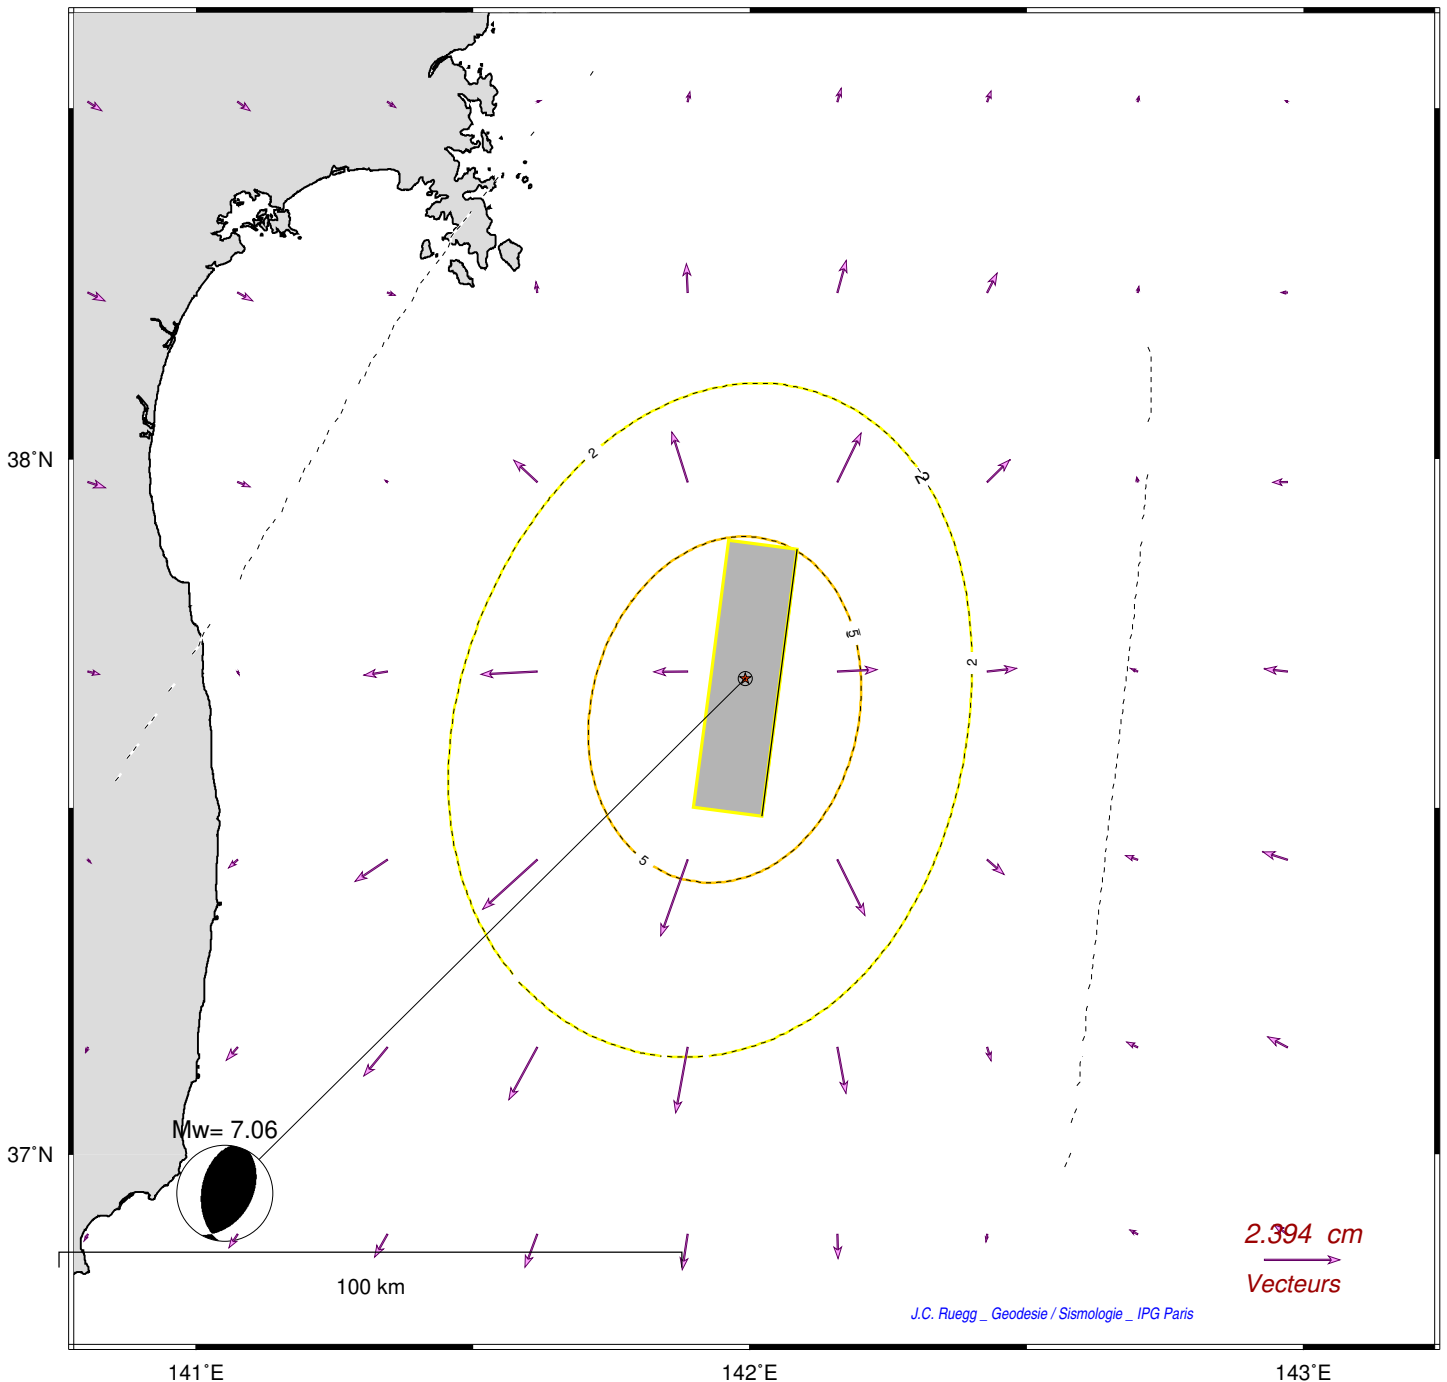 2
2
38˚N
5
2
5
Mw= 7.06
37˚N
2.394 cm
Vecteurs
100 km
J.C. Ruegg _ Geodesie / Sismologie _ IPG Paris
141˚E
142˚E
143˚E